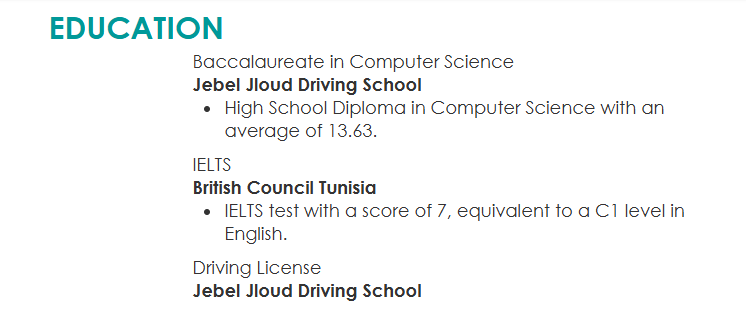 EDUCATION
Baccalaureate in Computer Science
Jebel Jloud Driving School
• High School Diploma in Computer Science with an
average of 13.63.
IELTS
British Council Tunisia
• IELTS test with a score of 7, equivalent to a C1 level in
English.
Driving License
Jebel Jloud Driving School